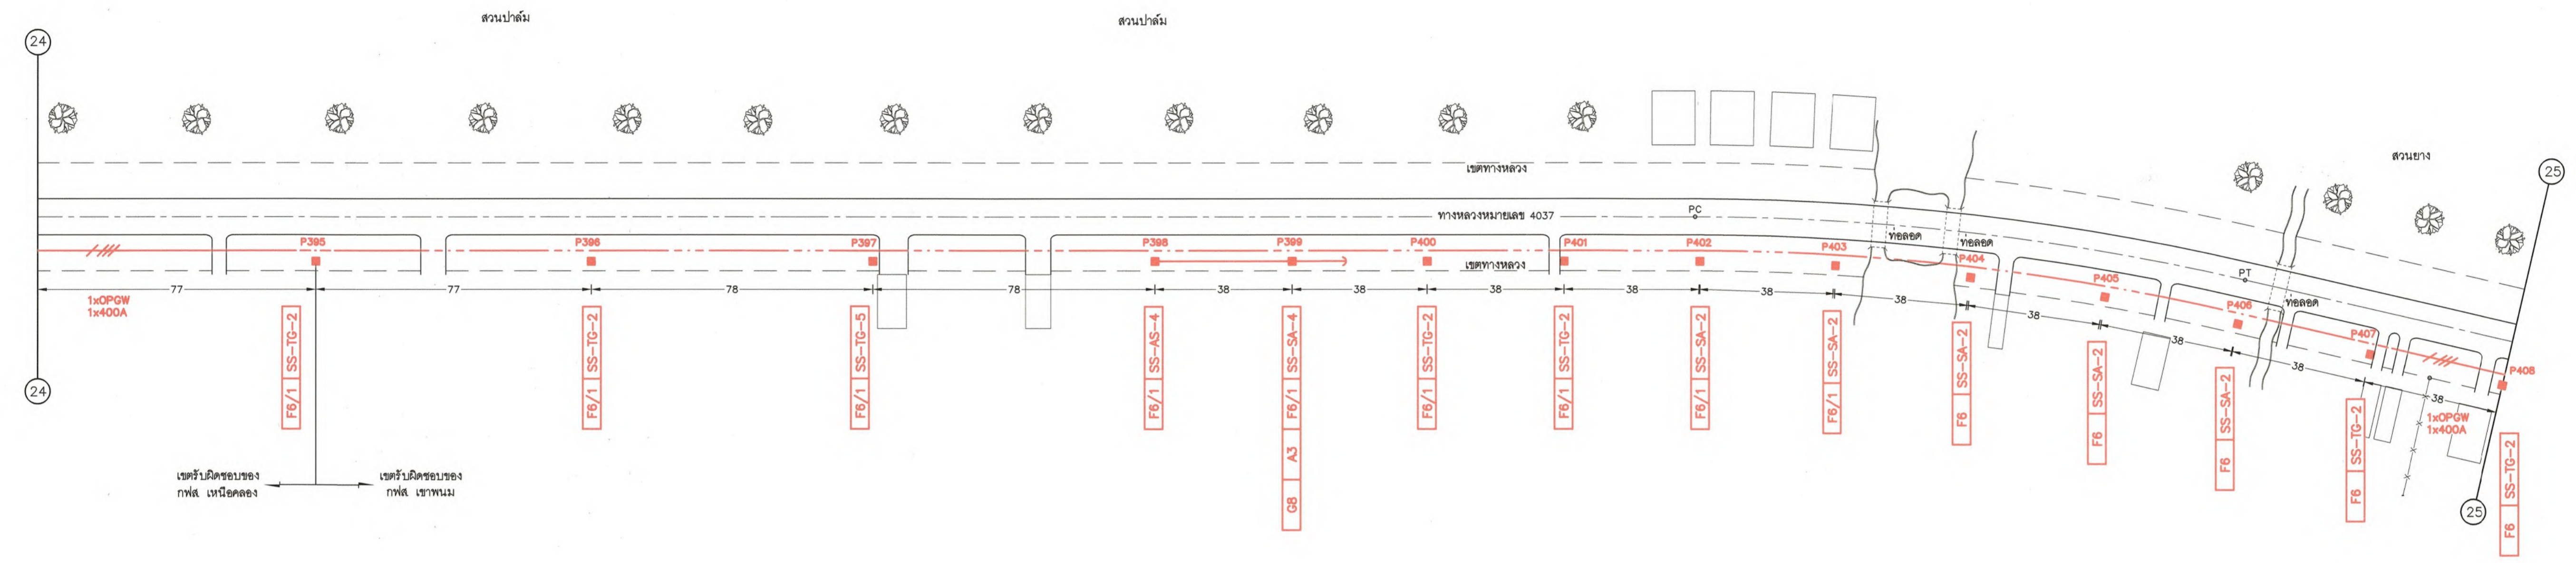 สวนปาล์ม
สวนปาล์ม
24
25
สวนยาง
เขตทางหลวง
ทางหลวงหมายเลข 4037
PC
PT
ท่อลอด
ท่อลอด
ท่อลอด
P395
P396
P397
P398
P399
P400
P401
P402
P403
P404
P405
P406
P407
P408
เขตทางหลวง
77
77
78
78
38
38
38
38
38
38
38
38
38
38
1xOPGW
1x400A
1xOPGW
1x400A
F6/1 SS-TG-2
F6/1 SS-TG-2
F6/1 SS-TG-5
F6/1 SS-AS-4
G8 A3 F6/1 SS-SA-4
F6/1 SS-TG-2
F6/1 SS-TG-2
F6/1 SS-SA-2
F6/1 SS-SA-2
F6 SS-SA-2
F6 SS-SA-2
F6 SS-SA-2
F6 SS-TG-2
F6 SS-TG-2
เขตรับผิดชอบของ
กฟส. เหนือคลอง
เขตรับผิดชอบของ
กฟส. เขาพนม
24
25